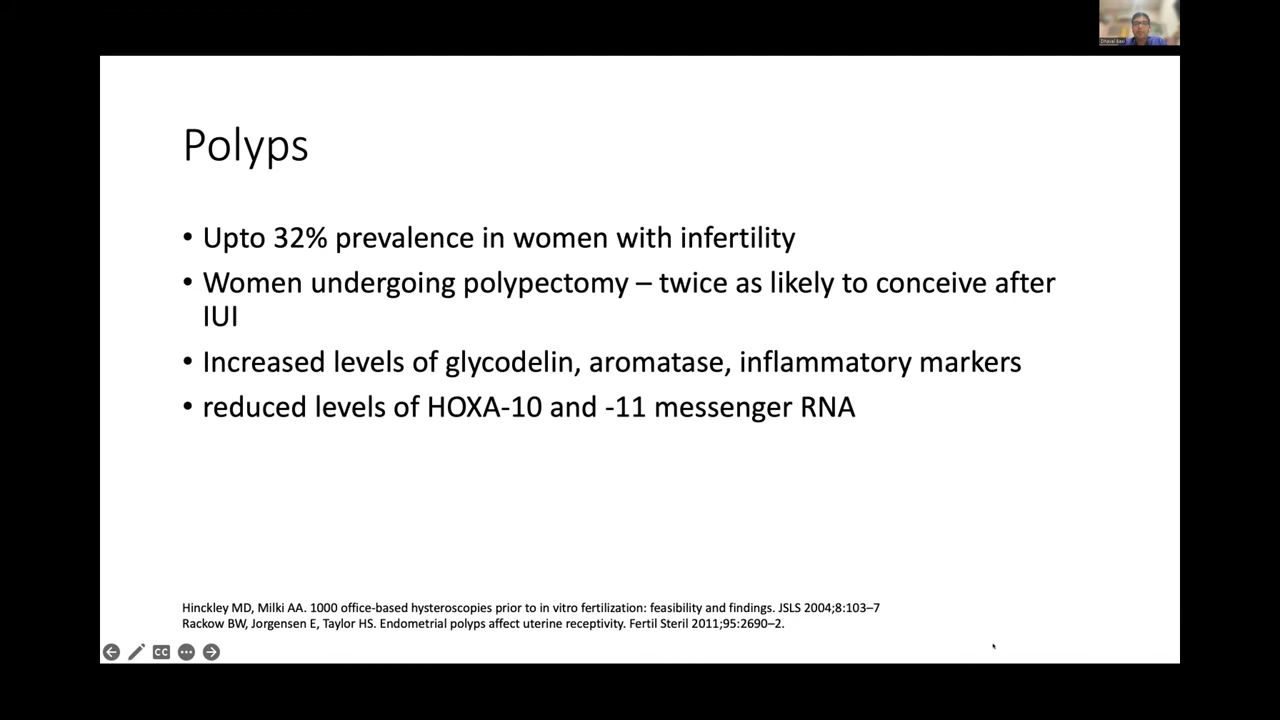 Polyps
• Upto 32% prevalence in women with infertility
• Women undergoing polypectomy – twice as likely to conceive after
IUI
• Increased levels of glycodelin, aromatase, inflammatory markers
• reduced levels of HOXA-10 and -11 messenger RNA
Hinckley MD, Milki AA. 1000 office-based hysteroscopies prior to in vitro fertilization: feasibility and findings. JSLS 2004;8:103–7
Rackow BW, Jorgensen E, Taylor HS. Endometrial polyps affect uterine receptivity. Fertil Steril 2011;95:2690–2.
CC